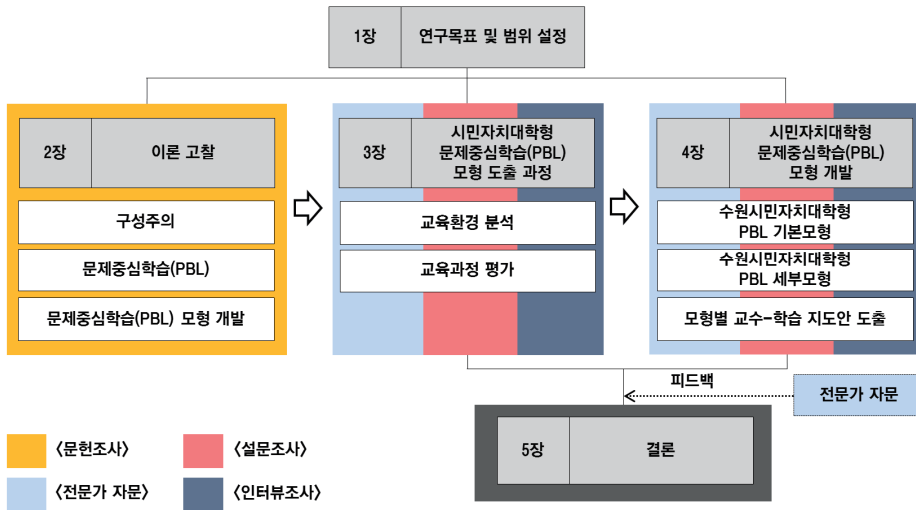 1장
연구목표 및 범위 설정
2장
이론 고찰
구성주의
문제중심학습(PBL)
문제중심학습(PBL) 모형 개발
3장
시민자치대학형
문제중심학습(PBL)
모형 도출 과정
교육환경 분석
교육과정 평가
4장
시민자치대학형
문제중심학습(PBL)
모형 개발
수원시민자치대학형
PBL 기본모형
수원시민자치대학형
PBL 세부모형
모형별 교수-학습 지도안 도출
피드백
전문가 자문
5장
결론
〈문헌조사〉
〈설문조사〉
〈전문가 자문〉
〈인터뷰조사〉